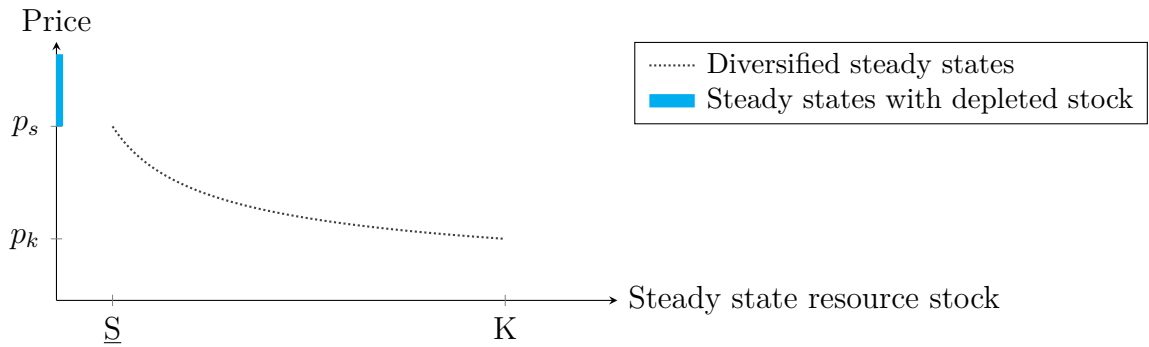 Price
Diversified steady states
Steady states with depleted stock
p_s
p_k
Steady state resource stock
S
K